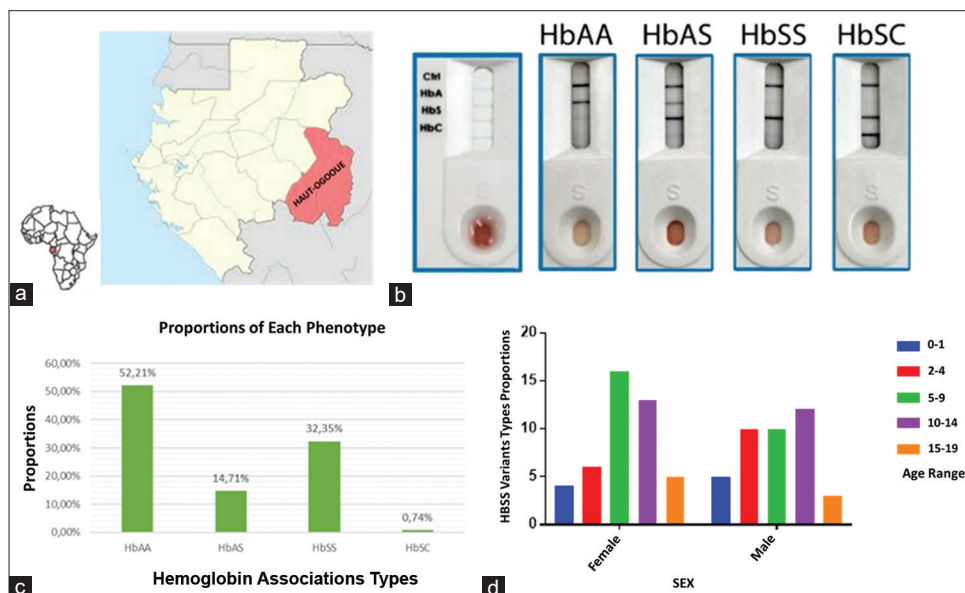 HAUT-OGOOUE
a
HbAA HbAS HbSS HbSC
Ctrl
HbA
HbS
HbC
S S S S S
b
Proportions of Each Phenotype
Proportions
60,00%
50,00%
40,00%
30,00%
20,00%
10,00%
0,00%
52,21%
14,71%
32,35%
0,74%
HbAA HbAS HbSS HbSC
Hemoglobin Associations Types
c
HBSS Variants Types Proportions
20
15
10
5
0
Female Male
SEX
0-1
2-4
5-9
10-14
15-19
Age Range
d